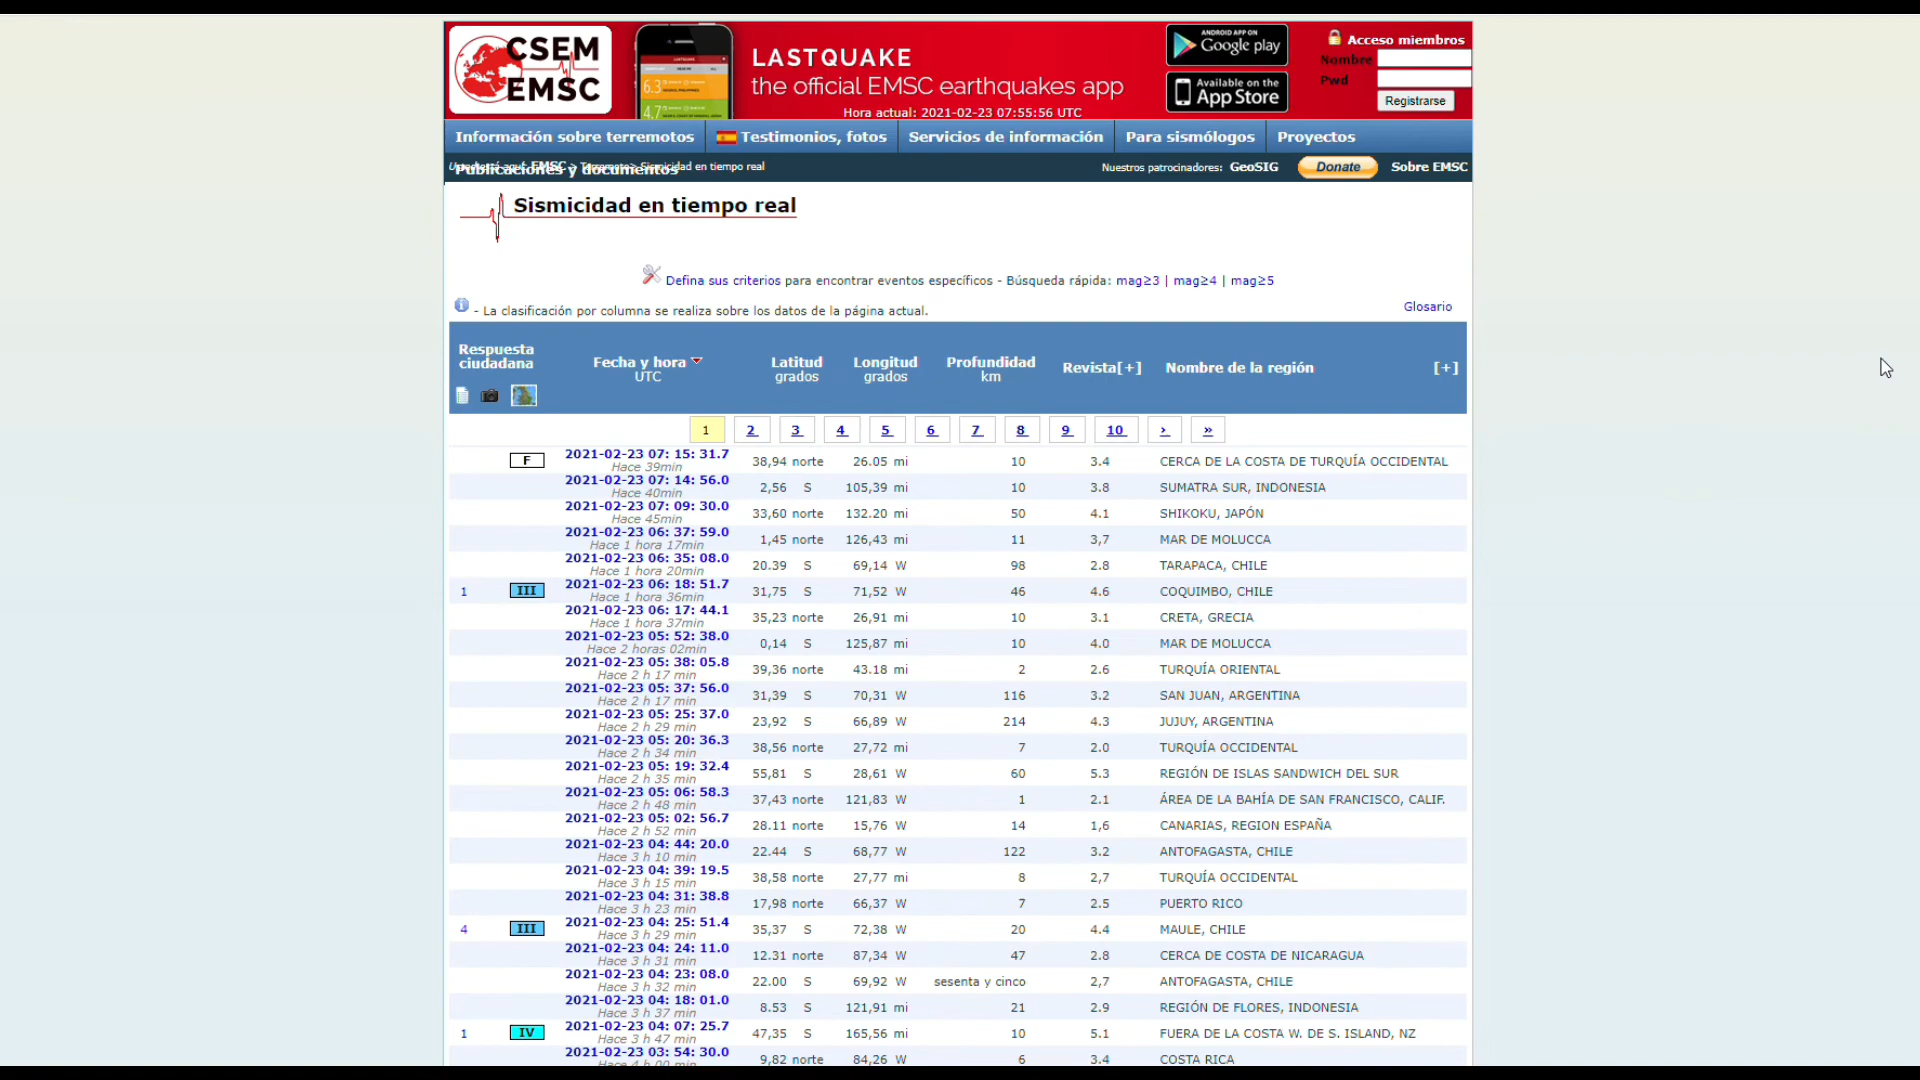 CSEM
EMSC
LASTQUAKE
the official EMSC earthquakes app
Hora actual: 2021-02-23 07:55:56 UTC
ANDROID APP ON
Google play
Available on the
App Store
Acceso miembros
Nombre
Pwd
Registrarse
Información sobre terremotos
Testimonios, fotos
Servicios de información
Para sismólogos
Proyectos
EMSC > Terremoto> Sismicidad en tiempo real
Publicaciones y documentos
Nuestros patrocinadores: GeoSIG
Donate
Sobre EMSC
Sismicidad en tiempo real
Defina sus criterios para encontrar eventos específicos - Búsqueda rápida: mag≥3 | mag≥4 | mag≥5
- La clasificación por columna se realiza sobre los datos de la página actual.
Glosario
Respuesta ciudadana
Fecha y hora UTC
Latitud grados
Longitud grados
Profundidad km
Revista[+]
Nombre de la región
[+]
1 2 3 4 5 6 7 8 9 10 › »
F 2021-02-23 07: 15: 31.7 Hace 39min 38,94 norte 26.05 mi 10 3.4 CERCA DE LA COSTA DE TURQUÍA OCCIDENTAL
2021-02-23 07: 14: 56.0 Hace 40min 2,56 S 105,39 mi 10 3.8 SUMATRA SUR, INDONESIA
2021-02-23 07: 09: 30.0 Hace 45min 33,60 norte 132.20 mi 50 4.1 SHIKOKU, JAPÓN
2021-02-23 06: 37: 59.0 Hace 1 hora 17min 1,45 norte 126,43 mi 11 3,7 MAR DE MOLUCCA
2021-02-23 06: 35: 08.0 Hace 1 hora 20min 20.39 S 69,14 W 98 2.8 TARAPACA, CHILE
1 III 2021-02-23 06: 18: 51.7 Hace 1 hora 36min 31,75 S 71,52 W 46 4.6 COQUIMBO, CHILE
2021-02-23 06: 17: 44.1 Hace 1 hora 37min 35,23 norte 26,91 mi 10 3.1 CRETA, GRECIA
2021-02-23 05: 52: 38.0 Hace 2 horas 02min 0,14 S 125,87 mi 10 4.0 MAR DE MOLUCCA
2021-02-23 05: 38: 05.8 Hace 2 h 17 min 39,36 norte 43.18 mi 2 2.6 TURQUÍA ORIENTAL
2021-02-23 05: 37: 56.0 Hace 2 h 17 min 31,39 S 70,31 W 116 3.2 SAN JUAN, ARGENTINA
2021-02-23 05: 25: 37.0 Hace 2 h 29 min 23,92 S 66,89 W 214 4.3 JUJUY, ARGENTINA
2021-02-23 05: 20: 36.3 Hace 2 h 34 min 38,56 norte 27,72 mi 7 2.0 TURQUÍA OCCIDENTAL
2021-02-23 05: 19: 32.4 Hace 2 h 35 min 55,81 S 28,61 W 60 5.3 REGIÓN DE ISLAS SANDWICH DEL SUR
2021-02-23 05: 06: 58.3 Hace 2 h 48 min 37,43 norte 121,83 W 1 2.1 ÁREA DE LA BAHÍA DE SAN FRANCISCO, CALIF.
2021-02-23 05: 02: 56.7 Hace 2 h 52 min 28.11 norte 15,76 W 14 1,6 CANARIAS, REGION ESPAÑA
2021-02-23 04: 44: 20.0 Hace 3 h 10 min 22.44 S 68,77 W 122 3.2 ANTOFAGASTA, CHILE
2021-02-23 04: 39: 19.5 Hace 3 h 15 min 38,58 norte 27,77 mi 8 2,7 TURQUÍA OCCIDENTAL
2021-02-23 04: 31: 38.8 Hace 3 h 23 min 17,98 norte 66,37 W 7 2.5 PUERTO RICO
4 III 2021-02-23 04: 25: 51.4 Hace 3 h 29 min 35,37 S 72,38 W 20 4.4 MAULE, CHILE
2021-02-23 04: 24: 11.0 Hace 3 h 31 min 12.31 norte 87,34 W 47 2.8 CERCA DE COSTA DE NICARAGUA
2021-02-23 04: 23: 08.0 Hace 3 h 32 min 22.00 S 69,92 W sesenta y cinco 2,7 ANTOFAGASTA, CHILE
2021-02-23 04: 18: 01.0 Hace 3 h 37 min 8.53 S 121,91 mi 21 2.9 REGIÓN DE FLORES, INDONESIA
1 IV 2021-02-23 04: 07: 25.7 Hace 3 h 47 min 47,35 S 165,56 mi 10 5.1 FUERA DE LA COSTA W. DE S. ISLAND, NZ
2021-02-23 03: 54: 30.0 9,82 norte 84,26 W 6 3.4 COSTA RICA